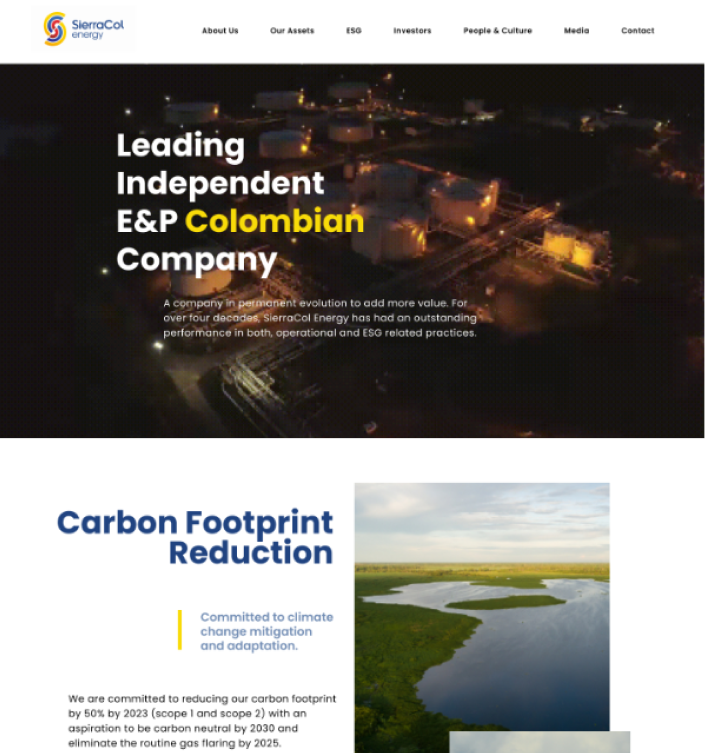 SierraCol
energy
About Us
Our Assets
ESG
Investors
People & Culture
Media
Contact
Leading
Independent
E&P Colombian
Company
A company in permanent evolution to add more value. For
over four decades, SierraCol Energy has had an outstanding
performance in both, operational and ESG related practices.
Carbon Footprint
Reduction
Committed to climate
change mitigation
and adaptation.
We are committed to reducing our carbon footprint
by 50% by 2023 (scope 1 and scope 2) with an
aspiration to be carbon neutral by 2030 and
eliminate the routine gas flaring by 2025.